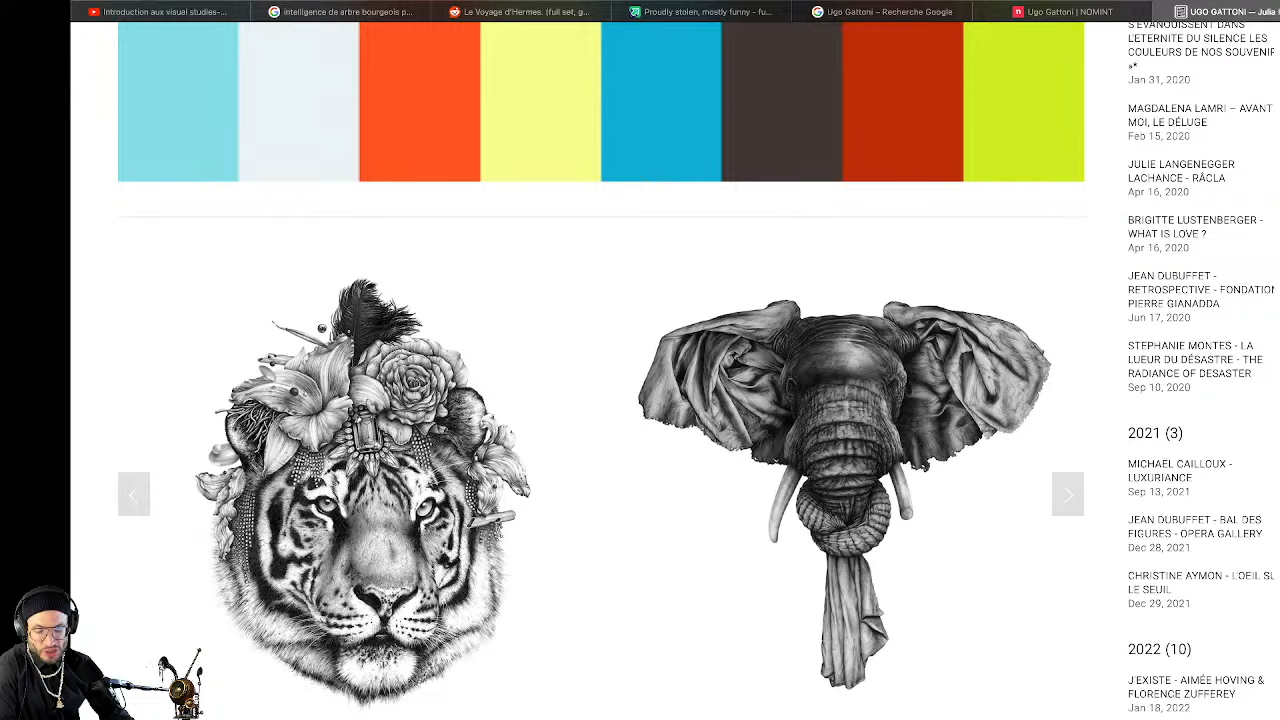 Introduction aux visual studies-...
intelligence de arbre bourgeois p...
Le Voyage d'Hermes. (full set, g...
Proudly stolen, mostly funny - fu...
Ugo Gattoni – Recherche Google
Ugo Gattoni | NOMINT
UGO GATTONI — Julia
S'ÉVANOUISSENT DANS
L'ETERNITE DU SILENCE LES
COULEURS DE NOS SOUVENIR
»*
Jan 31, 2020
MAGDALENA LAMRI – AVANT
MOI, LE DÉLUGE
Feb 15, 2020
JULIE LANGENEGGER
LACHANCE - RÂCLA
Apr 16, 2020
BRIGITTE LUSTENBERGER -
WHAT IS LOVE ?
Apr 16, 2020
JEAN DUBUFFET -
RETROSPECTIVE - FONDATION
PIERRE GIANADDA
Jun 17, 2020
STEPHANIE MONTES - LA
LUEUR DU DÉSASTRE - THE
RADIANCE OF DESASTER
Sep 10, 2020
2021 (3)
MICHAËL CAILLOUX -
LUXURIANCE
Sep 13, 2021
JEAN DUBUFFET - BAL DES
FIGURES - OPERA GALLERY
Dec 28, 2021
CHRISTINE AYMON - L'OEIL SU
LE SEUIL
Dec 29, 2021
2022 (10)
J'EXISTE - AIMÉE HOVING &
FLORENCE ZUFFEREY
Jan 18, 2022